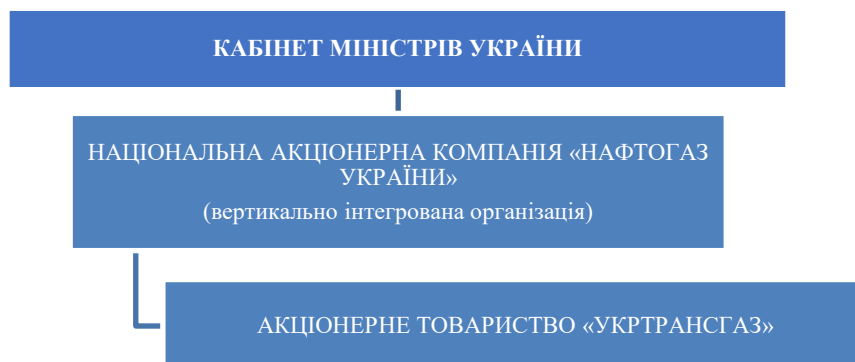 КАБІНЕТ МІНІСТРІВ УКРАЇНИ
НАЦІОНАЛЬНА АКЦІОНЕРНА КОМПАНІЯ «НАФТОГАЗ
УКРАЇНИ»
(вертикально інтегрована організація)
АКЦІОНЕРНЕ ТОВАРИСТВО «УКРТРАНСГАЗ»